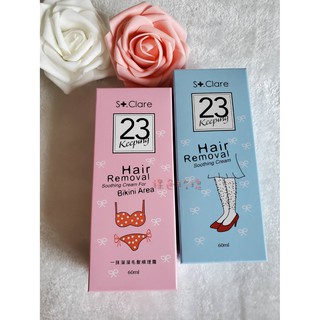 St.Clare
23
Keeping
Hair
Removal
Soothing Cream For
Bikini Area
60ml
St.Clare
23
Keeping
Hair
Removal
Soothing Cream
60ml